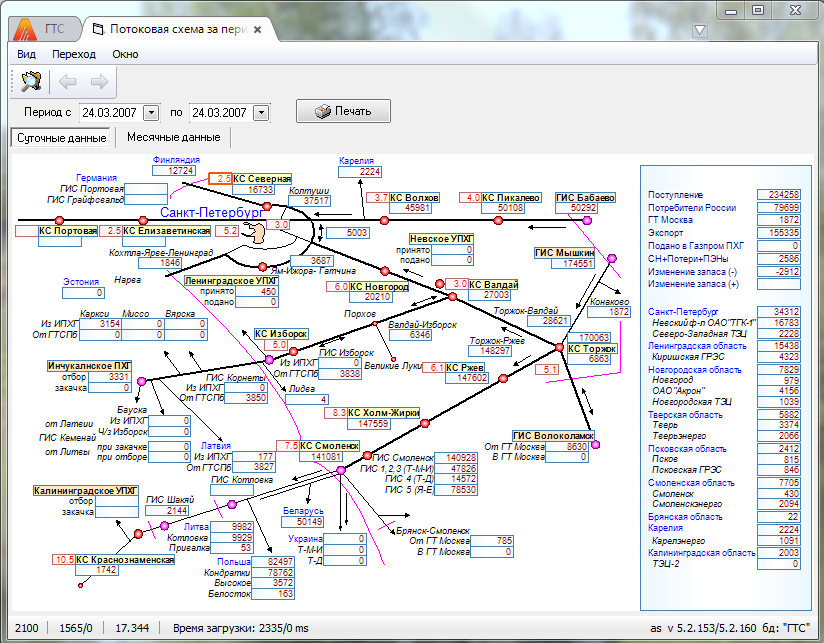 ГТС
Потоковая схема за пери
Вид Переход Окно
Период с 24.03.2007 по 24.03.2007 Печать
Суточные данные Месячные данные
Финляндия
12724
Германия
ГИС Портовая
ГИС Грайфсвальд
2.5 КС Северная
16733
Колтуши
37517
Карелия
2224
3.7 КС Волхов
45981
4.0 КС Пикалево
50108
ГИС Бабаево
50292
Санкт-Петербург
КС Портовая
2.5 КС Елизаветинская
5.2
3.0
5003
Кохтла-Ярве-Ленинград
1846
3687
Ям-Ижора- Гатчина
Невское УПХГ
принято 0
подано 0
ГИС Мышкин
174551
Эстония
0
Нарва
Ленинградское УПХГ
принято 450
подано 0
6.0 КС Новгород
20210
3.0 КС Валдай
27003
Конаково
1872
Каркси Миссо Вярска
Из ИПХГ 3154 0 0
От ГТСПб 0 0 0
Порхов
Валдай-Изборск
6346
Торжок-Валдай
28621
КС Изборск
5.0
Торжок-Ржев
148297
170063
КС Торжок
6863
5.1
Инчукалнское ПХГ
отбор 3331
закачка 0
ГИС Изборск
Из ИПХГ 0
От ГТСПб 3838
Великие Луки
6.1 КС Ржев
147602
ГИС Корнеты
Из ИПХГ 0
От ГТСПб 3850
Лидва
4
Бауска
от Латвии Из ИПХГ 0
ГИС Кеменай Ч/з Изборск 0
от Литвы при закачке 0
при отборе 0
8.3 КС Холм-Жирки
147559
Латвия
Из ИПХГ 177
От ГТСПб 3827
7.5 КС Смоленск
141081
ГИС Волоколамск
От ГТ Москва 8630
В ГТ Москва 0
ГИС Смоленск 140928
ГИС 1,2,3 (Т-М-И) 47826
ГИС 4 (Т-Д) 14572
ГИС 5 (Я-Е) 78530
ГИС Котловка
Калининградское УПХГ
отбор
закачка
ГИС Шакяй
2144
Беларусь
50149
Литва 9982
Котловка 9929
Привалка 53
Украина 0
Т-М-И 0
Т-Д 0
Брянск-Смоленск
От ГТ Москва 785
В ГТ Москва 0
10.5 КС Краснознаменская
1742
Польша 82497
Кондратки 78762
Высокое 3572
Белосток 163
Поступление 234258
Потребители России 79699
ГТ Москва 1872
Экспорт 155335
Подано в Газпром ПХГ 0
СН+Потери+ПЭНы 2586
Изменение запаса (-) -2912
Изменение запаса (+)
Санкт-Петербург 34312
Невский ф-л ОАО"ТГК-1" 16783
Северо-Западная ТЭЦ 2228
Ленинградская область 15438
Киришская ГРЭС 4323
Новгородская область 7829
Новгород 979
ОАО"Акрон" 4156
Новгородская ТЭЦ 1039
Тверская область 5882
Тверь 3374
Тверьэнерго 2066
Псковская область 2412
Псков 815
Псковская ГРЭС 846
Смоленская область 7705
Смоленск 430
Смоленскэнерго 2094
Брянская область 22
Карелия 2224
Карелэнерго 1091
Калининградская область 2003
ТЭЦ-2 0
2100 1565/0 17.344 Время загрузки: 2335/0 ms as v 5.2.153/5.2.160 бд: "ГТС"